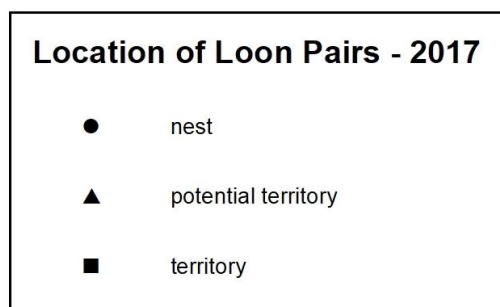 Location of Loon Pairs - 2017
nest
potential territory
territory